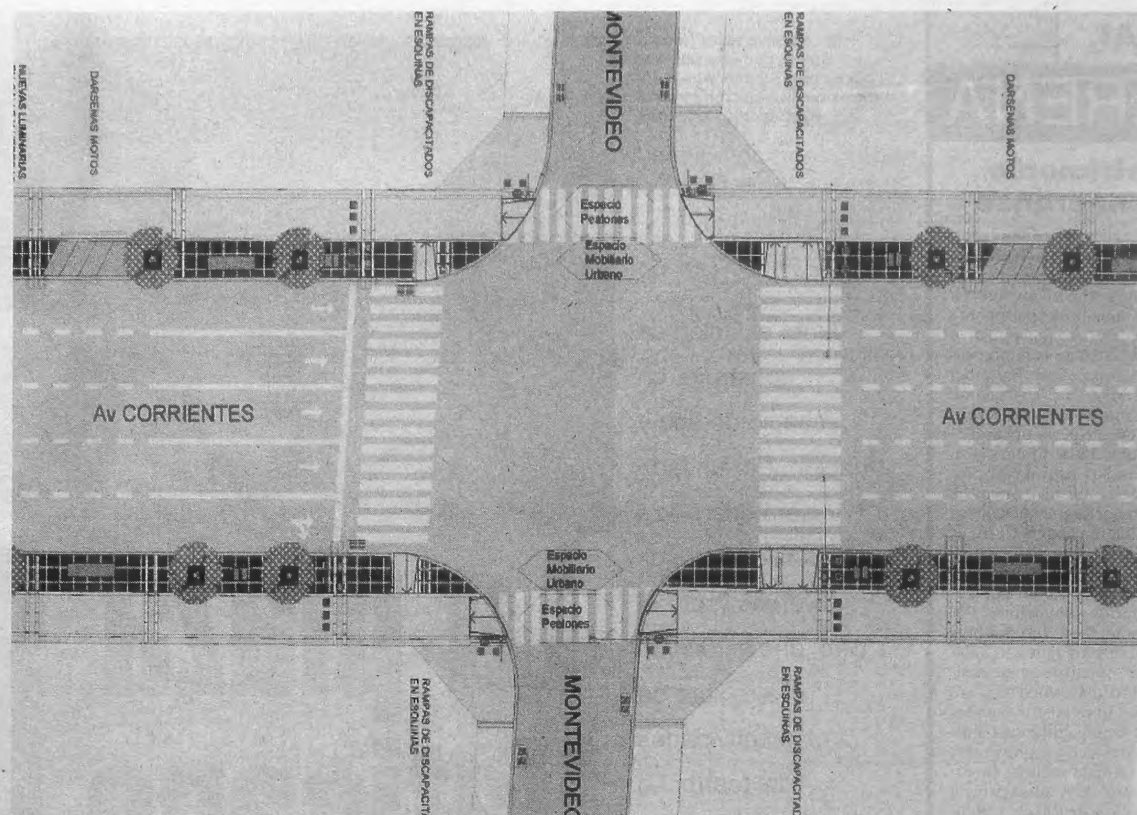 MONTEVIDEO
RAMPAS DE DISCAPACITADOS
EN ESQUINAS
RAMPAS DE DISCAPACITADOS
EN ESQUINAS
NUEVAS LUMINARIAS
DARSENAS MOTOS
DARSENAS MOTOS
Espacio
Peatones
Espacio
Mobiliario
Urbano
Av CORRIENTES
Av CORRIENTES
Espacio
Mobiliario
Urbano
Espacio
Peatones
RAMPAS DE DISCAPACITA
EN ESQUINAS
MONTEVIDEO
RAMPAS DE DISCAPACITAD
EN ESQUINAS